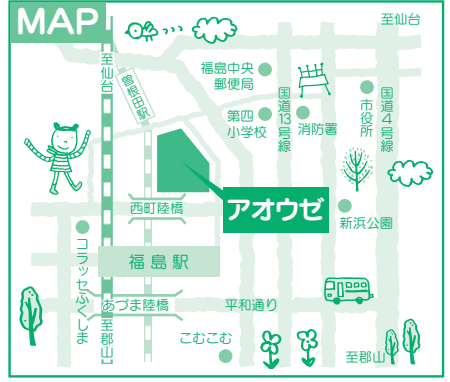 MAP
至仙台
至仙台
曽根田駅
福島中央
郵便局
国道13号線
市役所
国道4号線
第四
小学校
消防署
アオウゼ
西町陸橋
新浜公園
コラッセふくしま
福島駅
あづま陸橋
平和通り
至郡山
こむこむ
至郡山